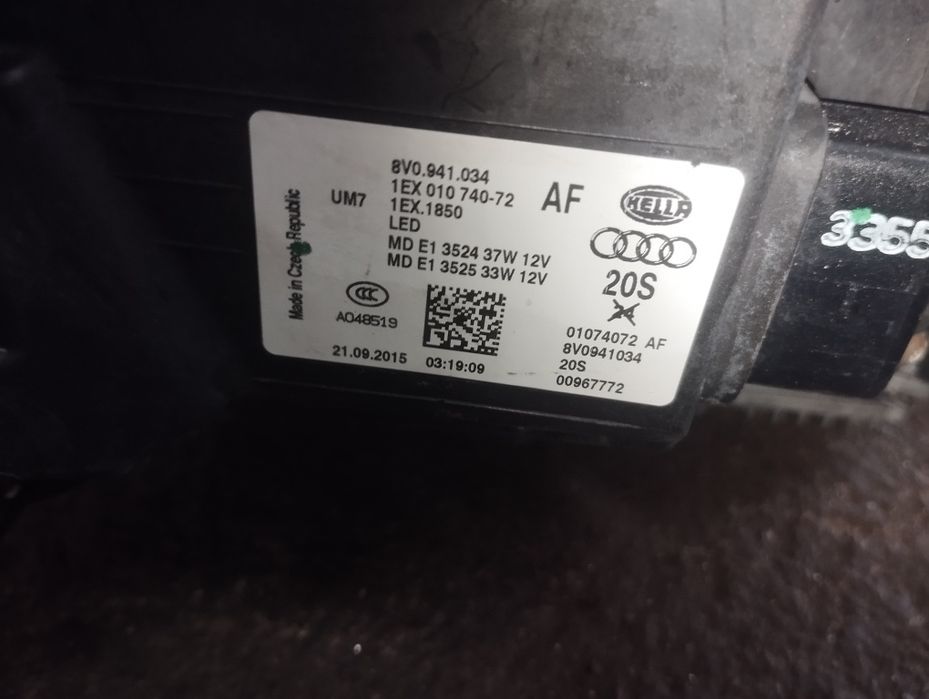 8V0.941.034
1EX 010 740-72
1EX.1850
LED
MD E1 3524 37W 12V
MD E1 3525 33W 12V
UM7
AF
HELLA
20S
Made in Czech Republic
CCC
A048519
21.09.2015
03:19:09
01074072 AF
8V0941034
20S
00967772
3355